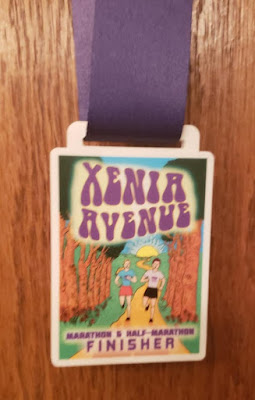 XENIA
AVENUE
MARATHON & HALF-MARATHON
FINISHER